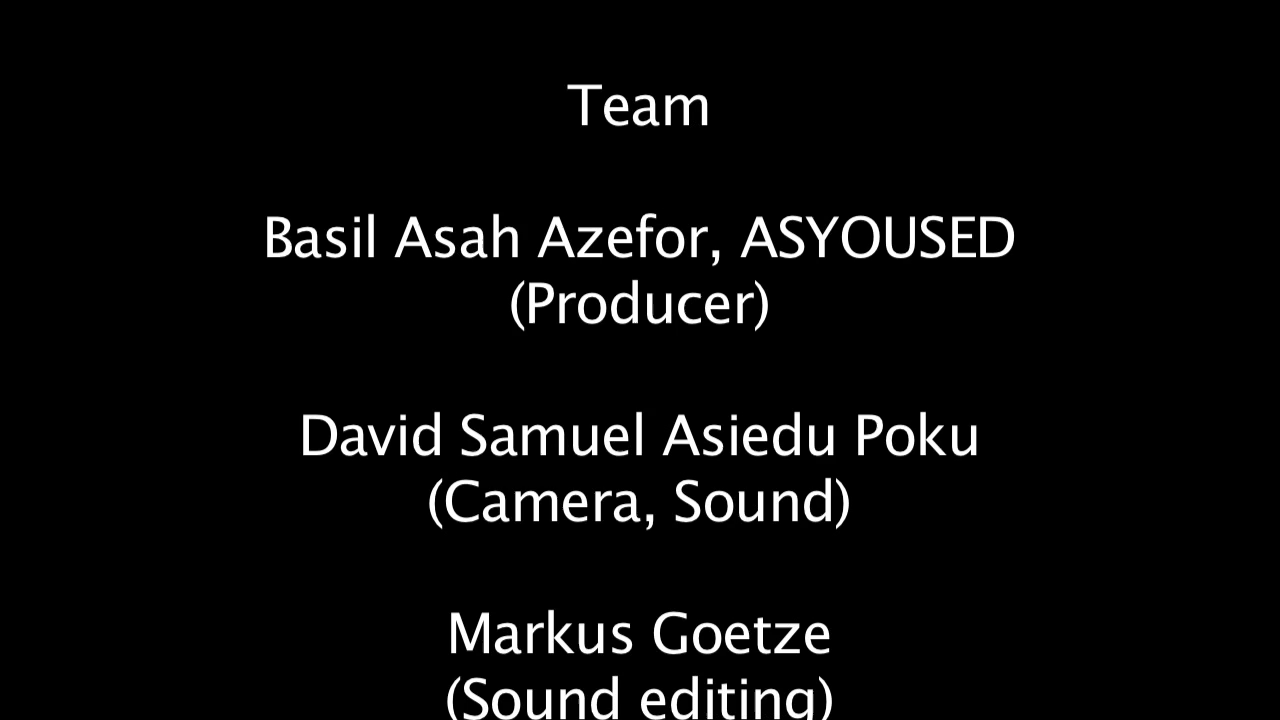 Team
Basil Asah Azefor, ASYOUSED
(Producer)
David Samuel Asiedu Poku
(Camera, Sound)
Markus Goetze
(Sound editing)